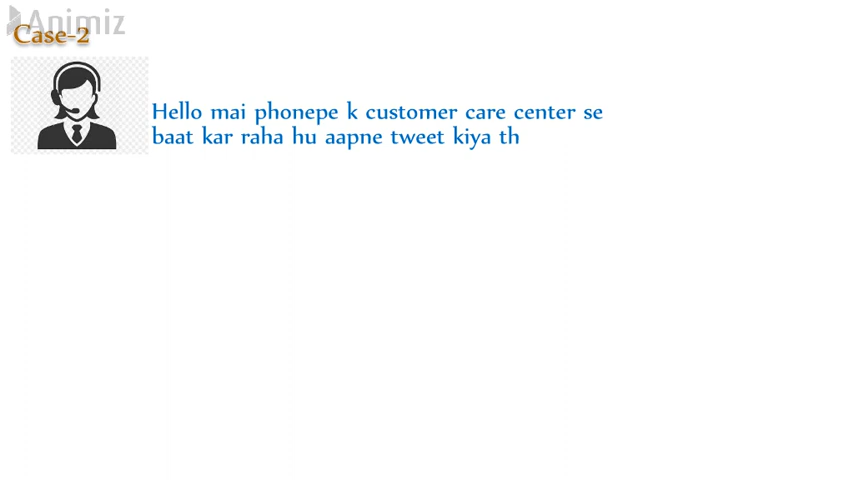 Animiz
Case-2
Hello mai phonepe k customer care center se
baat kar raha hu aapne tweet kiya th